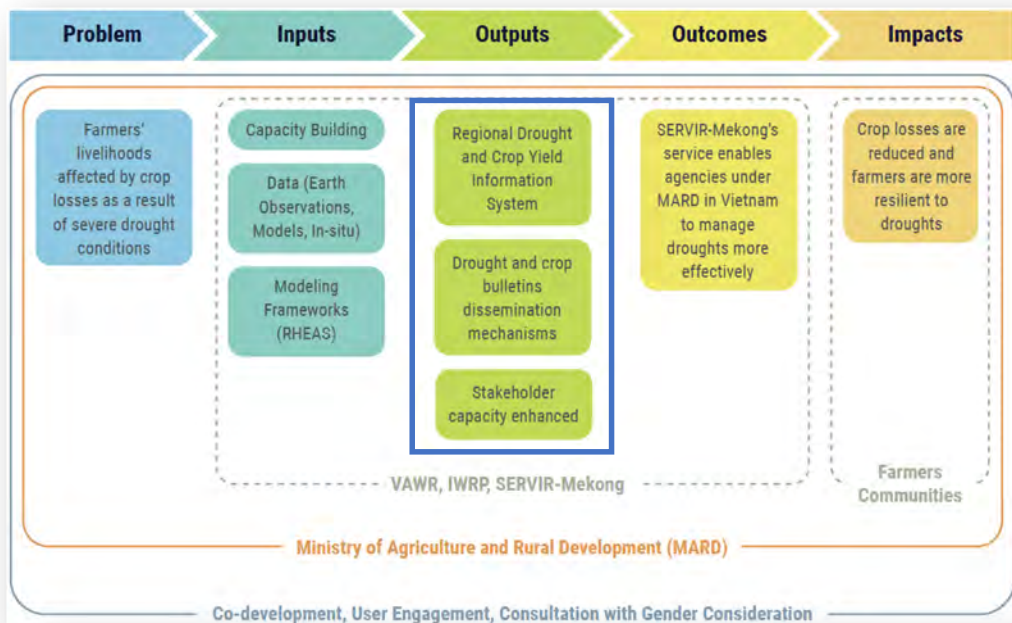 Problem
Inputs
Outputs
Outcomes
Impacts
Farmers'
livelihoods
affected by crop
losses as a result
of severe drought
conditions
Capacity Building
Data (Earth
Observations,
Models, In-situ)
Modeling
Frameworks
(RHEAS)
Regional Drought
and Crop Yield
Information
System
Drought and crop
bulletins
dissemination
mechanisms
Stakeholder
capacity enhanced
SERVIR-Mekong's
service enables
agencies under
MARD in Vietnam
to manage
droughts more
effectively
Crop losses are
reduced and
farmers are more
resilient to
droughts
VAWR, IWRP, SERVIR-Mekong
Farmers
Communities
Ministry of Agriculture and Rural Development (MARD)
Co-development, User Engagement, Consultation with Gender Consideration